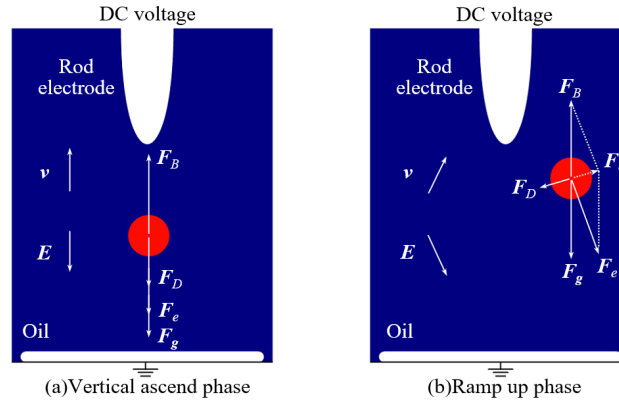 DC voltage
Rod
electrode
F_B
v
E
F_D
F_e
F_g
Oil
(a)Vertical ascend phase
DC voltage
Rod
electrode
F_B
v
F_D
E
F_g
F_e
Oil
(b)Ramp up phase